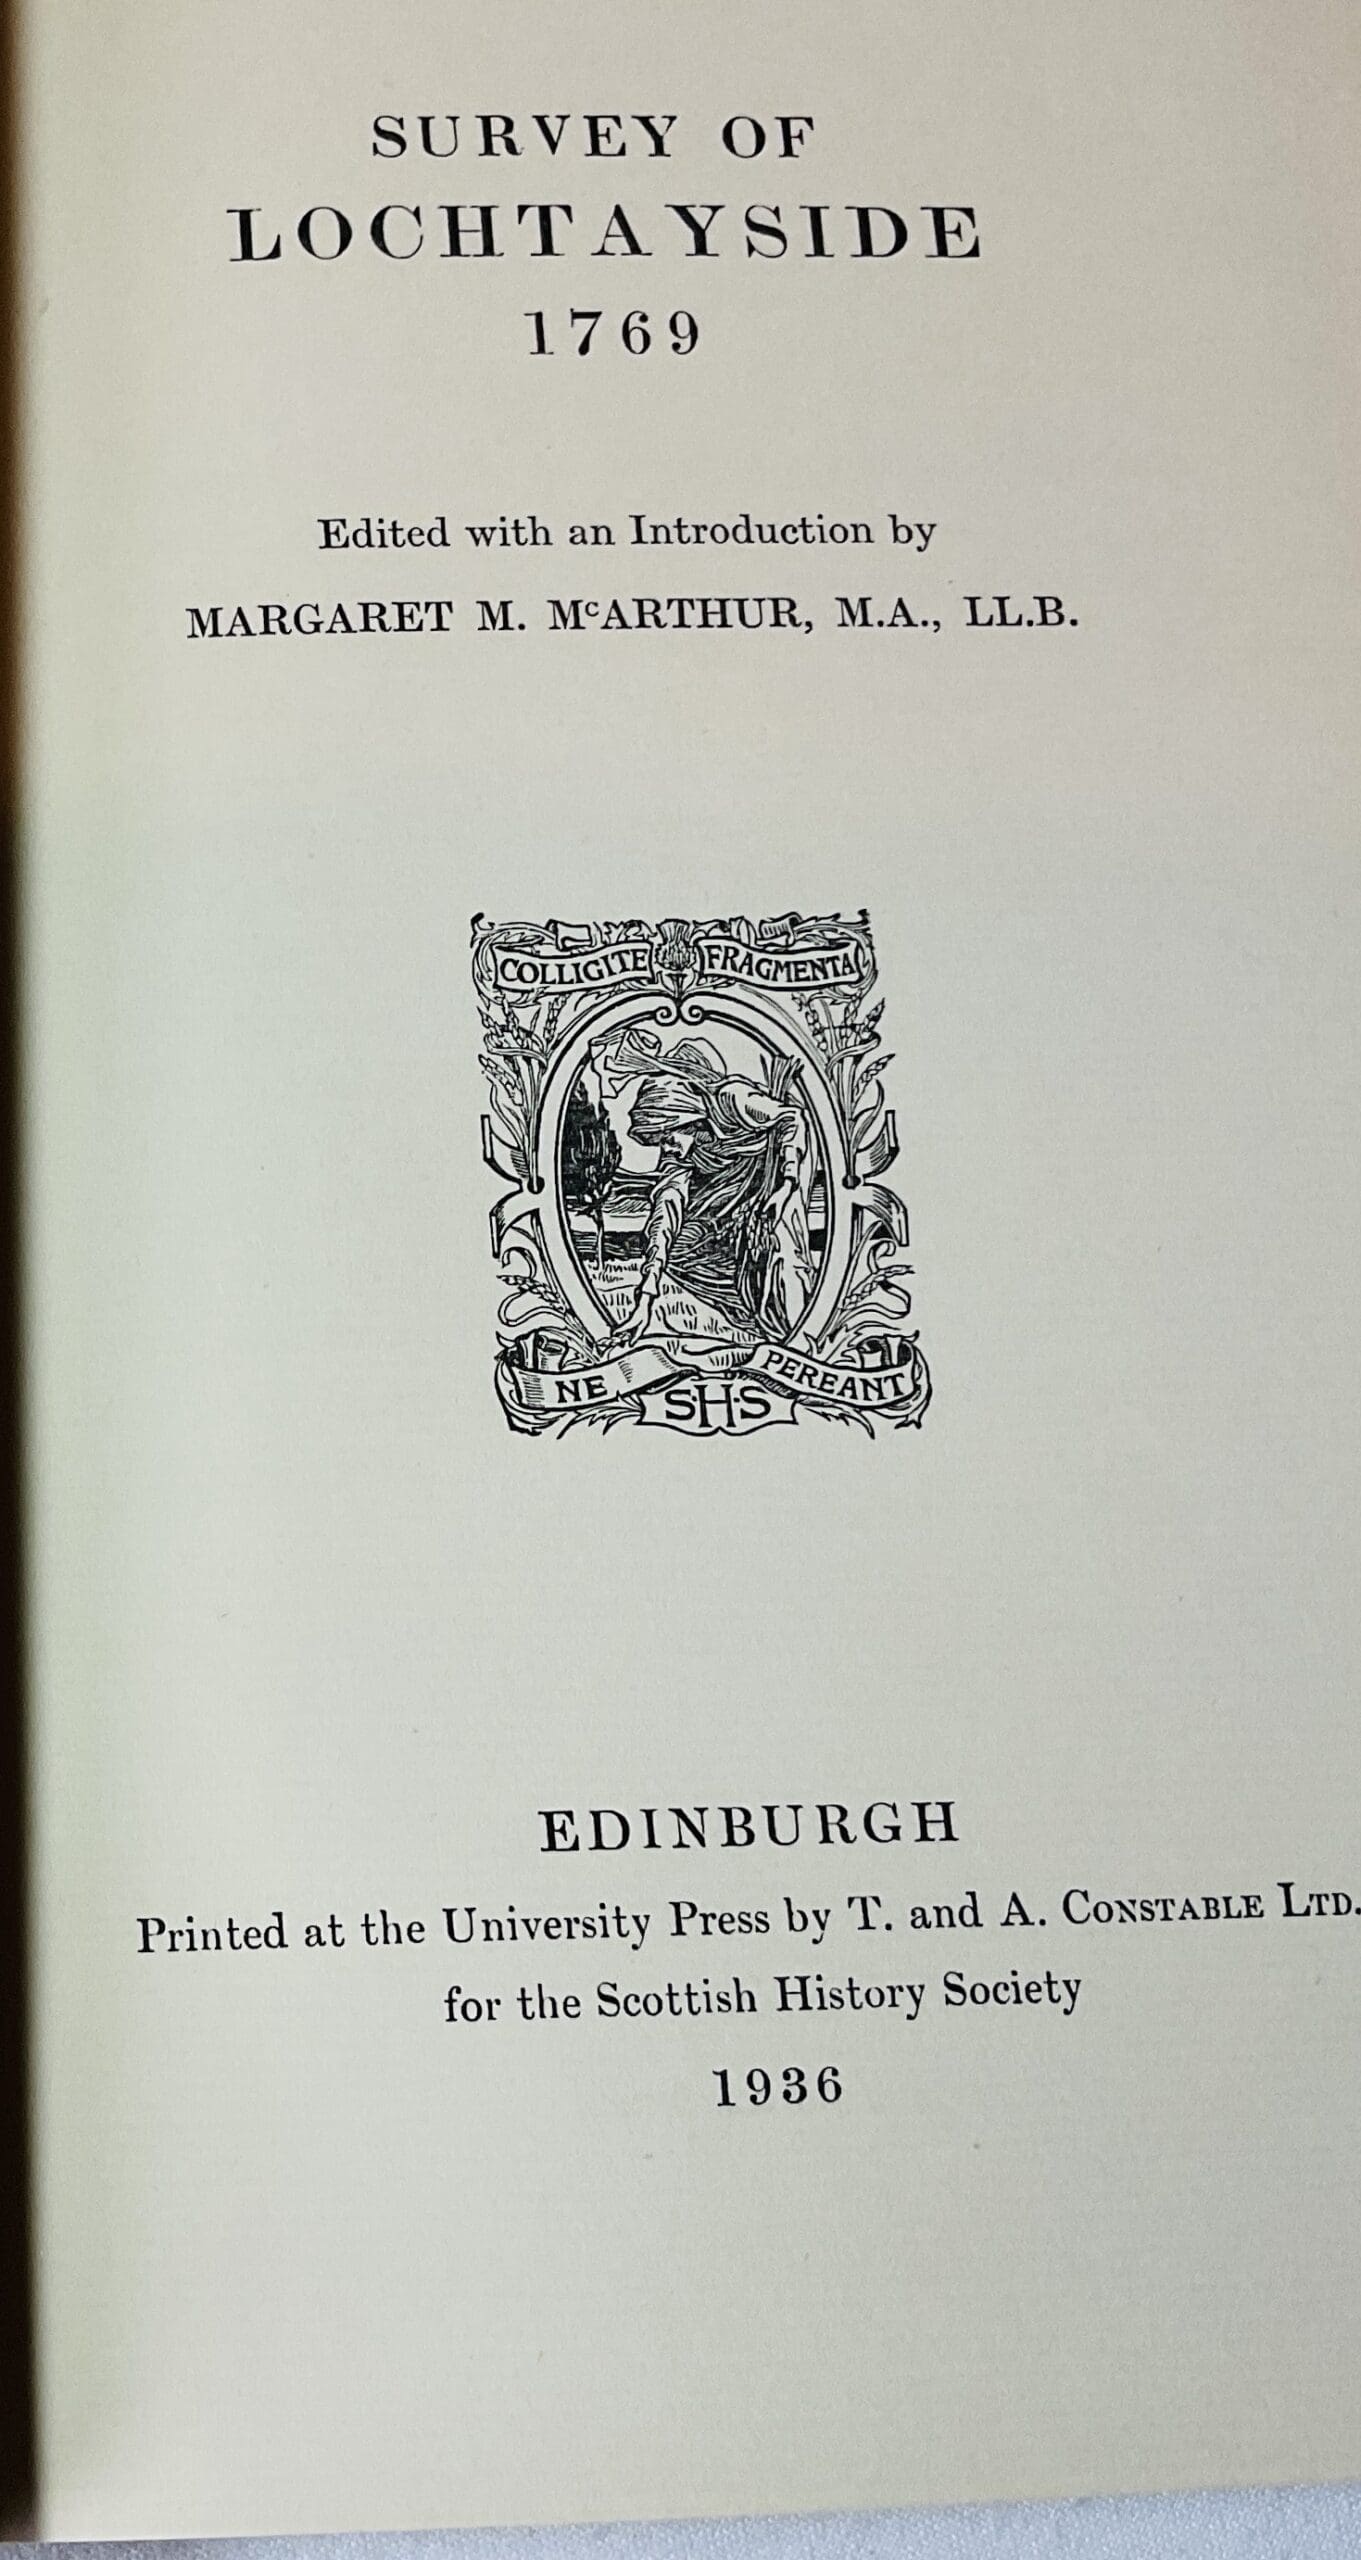 SURVEY OF
LOCHTAYSIDE
1769
Edited with an Introduction by
MARGARET M. McARTHUR, M.A., LL.B.
COLLIGITE FRAGMENTA
NE PEREANT
S·H·S
EDINBURGH
Printed at the University Press by T. and A. CONSTABLE LTD.
for the Scottish History Society
1936